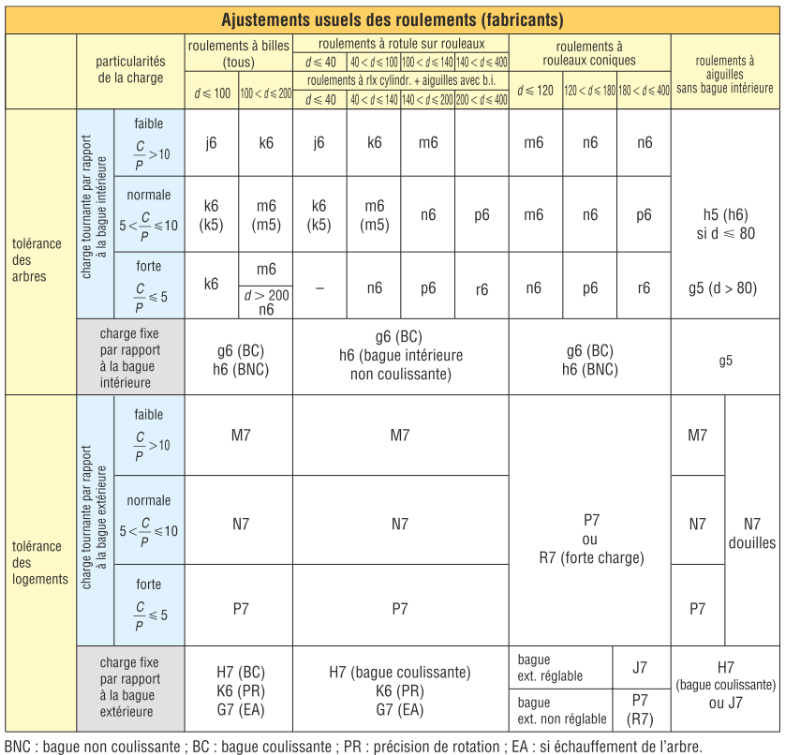 Ajustements usuels des roulements (fabricants)
particularités
de la charge
roulements à billes
(tous)
d ⩽ 100
100 < d ⩽ 200
roulements à rotule sur rouleaux
d ⩽ 40
40 < d ⩽ 100
100 < d ⩽ 140
140 < d ⩽ 400
roulements à rlx cylindr. + aiguilles avec b.i.
d ⩽ 40
40 < d ⩽ 140
140 < d ⩽ 200
200 < d ⩽ 400
roulements à
rouleaux coniques
d ⩽ 120
120 < d ⩽ 180
180 < d ⩽ 400
roulements à
aiguilles
sans bague intérieure
tolérance
des
arbres
charge tournante par rapport
à la bague intérieure
faible
C/P > 10
j6
k6
j6
k6
m6
m6
n6
n6
normale
5 < C/P ⩽ 10
k6
(k5)
m6
(m5)
k6
(k5)
m6
(m5)
n6
p6
m6
n6
p6
h5 (h6)
si d ⩽ 80
forte
C/P ⩽ 5
k6
m6
d > 200
n6
–
n6
p6
r6
n6
p6
r6
g5 (d > 80)
charge fixe
par rapport
à la bague
intérieure
g6 (BC)
h6 (BNC)
g6 (BC)
h6 (bague intérieure
non coulissante)
g6 (BC)
h6 (BNC)
g5
tolérance
des
logements
charge tournante par rapport
à la bague extérieure
faible
C/P > 10
M7
M7
M7
normale
5 < C/P ⩽ 10
N7
N7
P7
ou
R7 (forte charge)
N7
N7
douilles
forte
C/P ⩽ 5
P7
P7
P7
charge fixe
par rapport
à la bague
extérieure
H7 (BC)
K6 (PR)
G7 (EA)
H7 (bague coulissante)
K6 (PR)
G7 (EA)
bague
ext. réglable
J7
bague
ext. non réglable
P7
(R7)
H7
(bague coulissante)
ou J7
BNC : bague non coulissante ; BC : bague coulissante ; PR : précision de rotation ; EA : si échauffement de l'arbre.